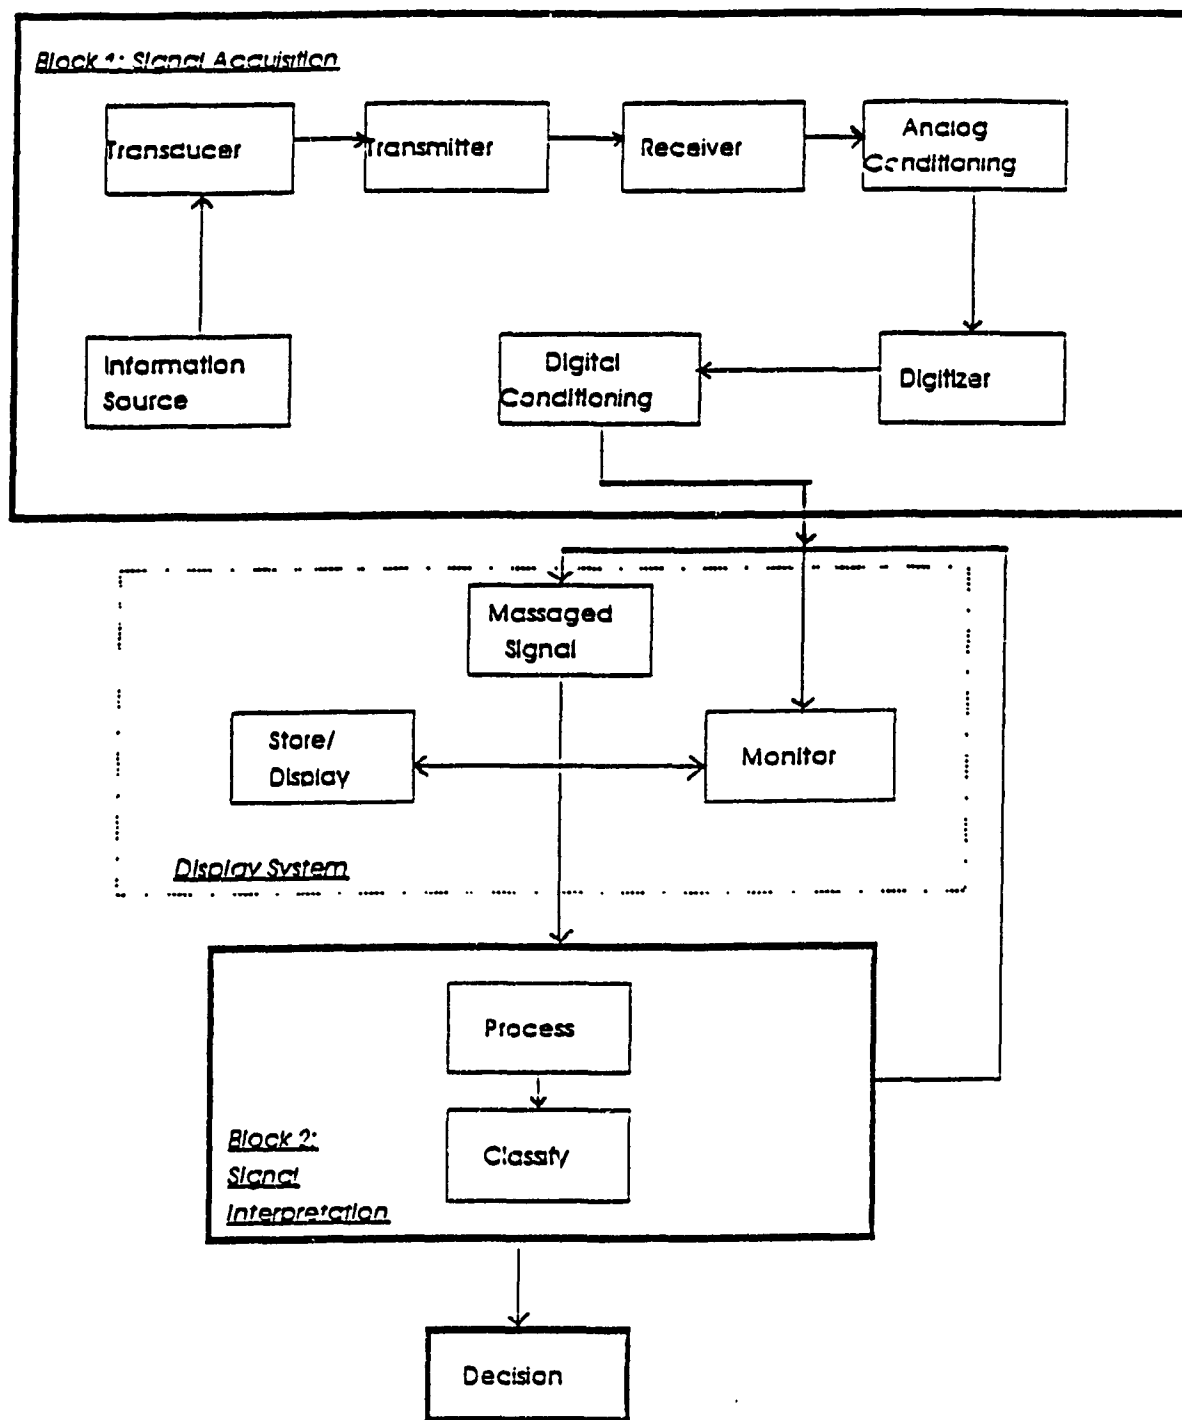 Block 1: Signal Acquisition
Transducer
Transmitter
Receiver
Analog
Conditioning
Information
Source
Digital
Conditioning
Digitizer
Massaged
Signal
Store/
Display
Monitor
Display System
Process
Classify
Block 2:
Signal
Interpretation
Decision